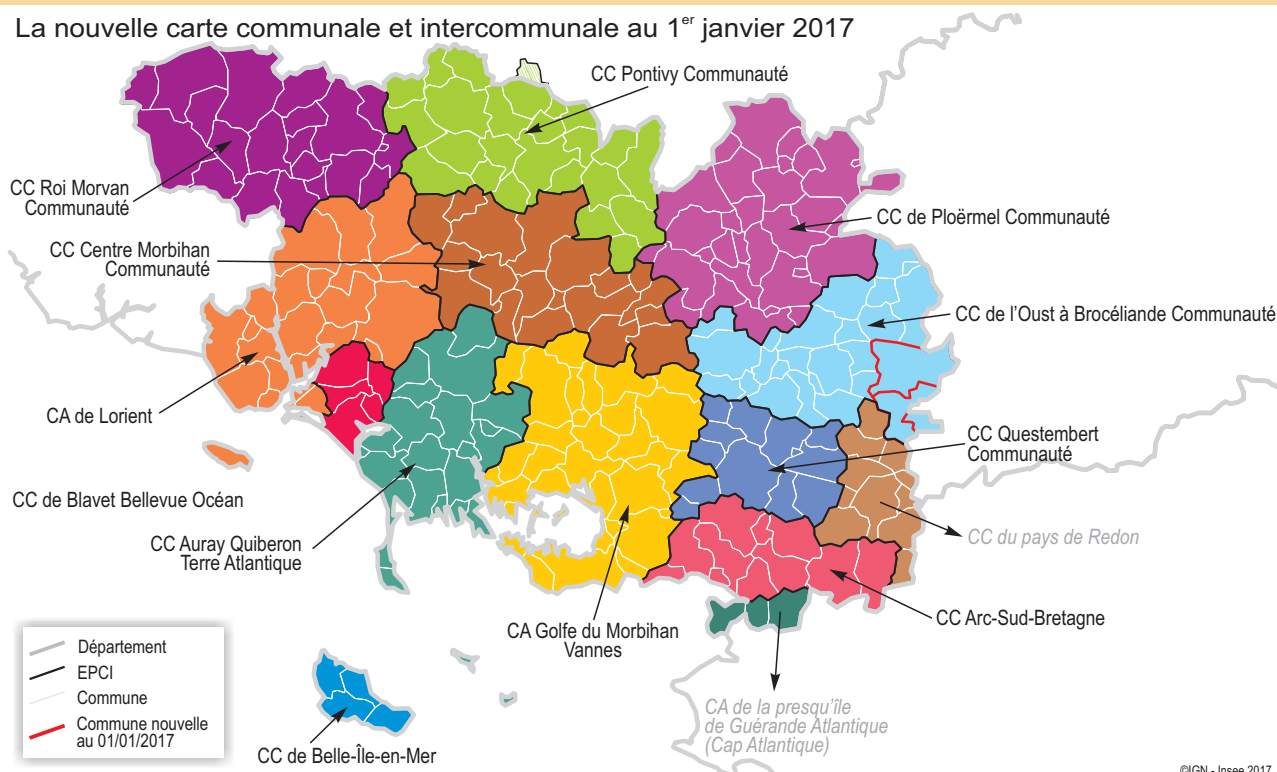 La nouvelle carte communale et intercommunale au 1er janvier 2017
CC Pontivy Communauté
CC Roi Morvan
Communauté
CC de Ploërmel Communauté
CC Centre Morbihan
Communauté
CC de l'Oust à Brocéliande Communauté
CA de Lorient
CC Questembert
Communauté
CC de Blavet Bellevue Océan
CC Auray Quiberon
Terre Atlantique
CC du pays de Redon
CA Golfe du Morbihan
Vannes
CC Arc-Sud-Bretagne
Département
EPCI
Commune
Commune nouvelle
au 01/01/2017
CA de la presqu'île
de Guérande Atlantique
(Cap Atlantique)
CC de Belle-Île-en-Mer
©IGN - Insee 2017